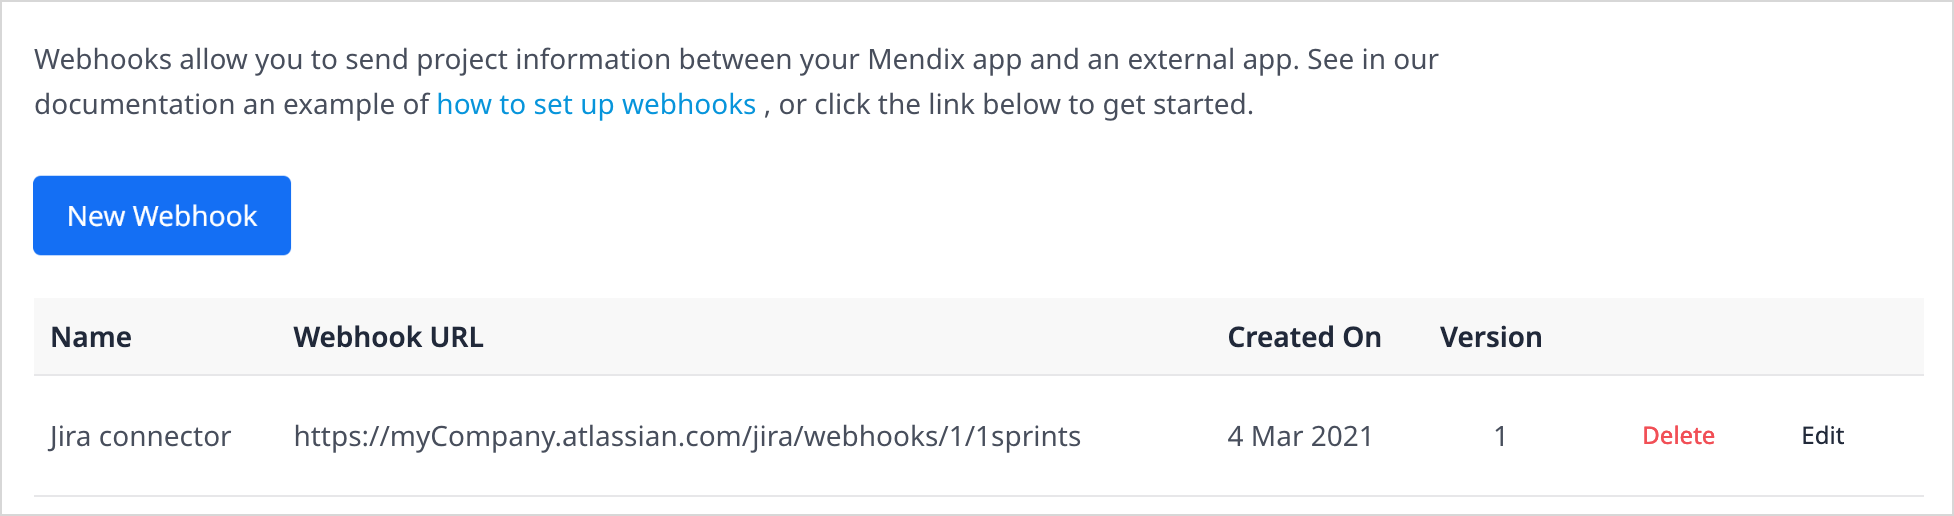 Webhooks allow you to send project information between your Mendix app and an external app. See in our
documentation an example of how to set up webhooks , or click the link below to get started.
New Webhook
Name Webhook URL Created On Version
Jira connector https://myCompany.atlassian.com/jira/webhooks/1/1sprints 4 Mar 2021 1 Delete Edit